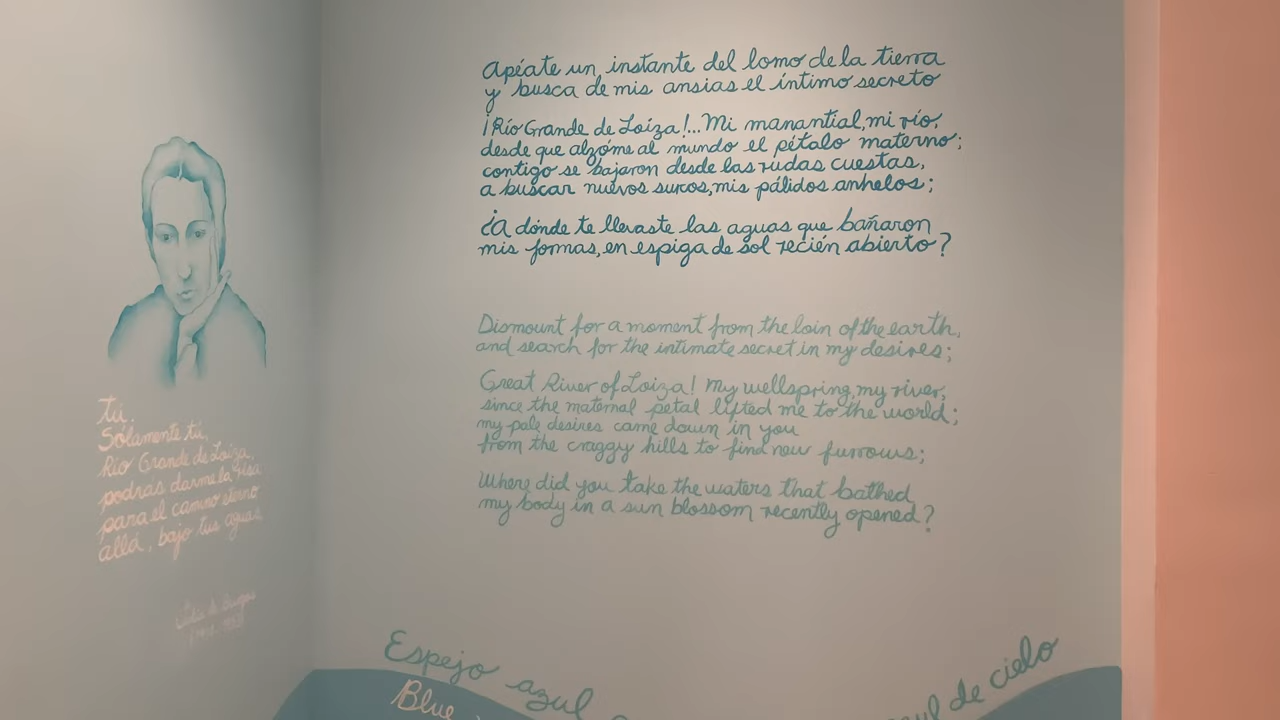 Apéate un instante del lomo de la tierra
y busca de mis ansias el íntimo secreto
¡Río Grande de Loíza!...Mi manantial, mi río,
desde que alzóme al mundo el pétalo materno;
contigo se bajaron desde las rudas cuestas,
a buscar nuevos surcos, mis pálidos anhelos;
¿A dónde te llevaste las aguas que bañaron
mis formas, en espiga de sol recién abierto?
Dismount for a moment from the loin of the earth,
and search for the intimate secret in my desires;
Great River of Loiza! My wellspring, my river,
since the maternal petal lifted me to the world;
my pale desires came down in you
from the craggy hills to find new furrows;
Where did you take the waters that bathed
my body in a sun blossom recently opened?
tú,
Solamente tú,
Río Grande de Loíza,
podrás darme la risa
para el camino eterno
allá, bajo tus aguas
Julia de Burgos
Espejo azul
de cielo
Blue